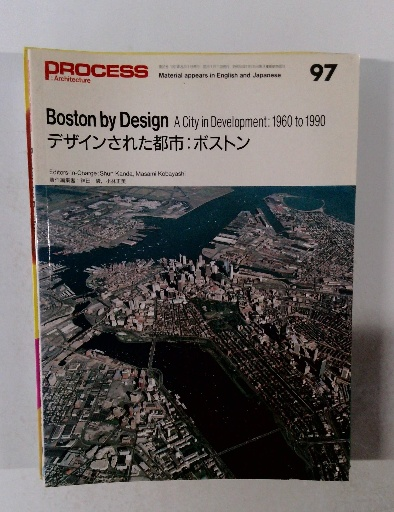 PROCESS
: Architecture
Material appears in English and Japanese
97
Boston by Design A City in Development: 1960 to 1990
デザインされた都市：ボストン
Editors-in-Charge: Shun Kanda, Masami Kobayashi